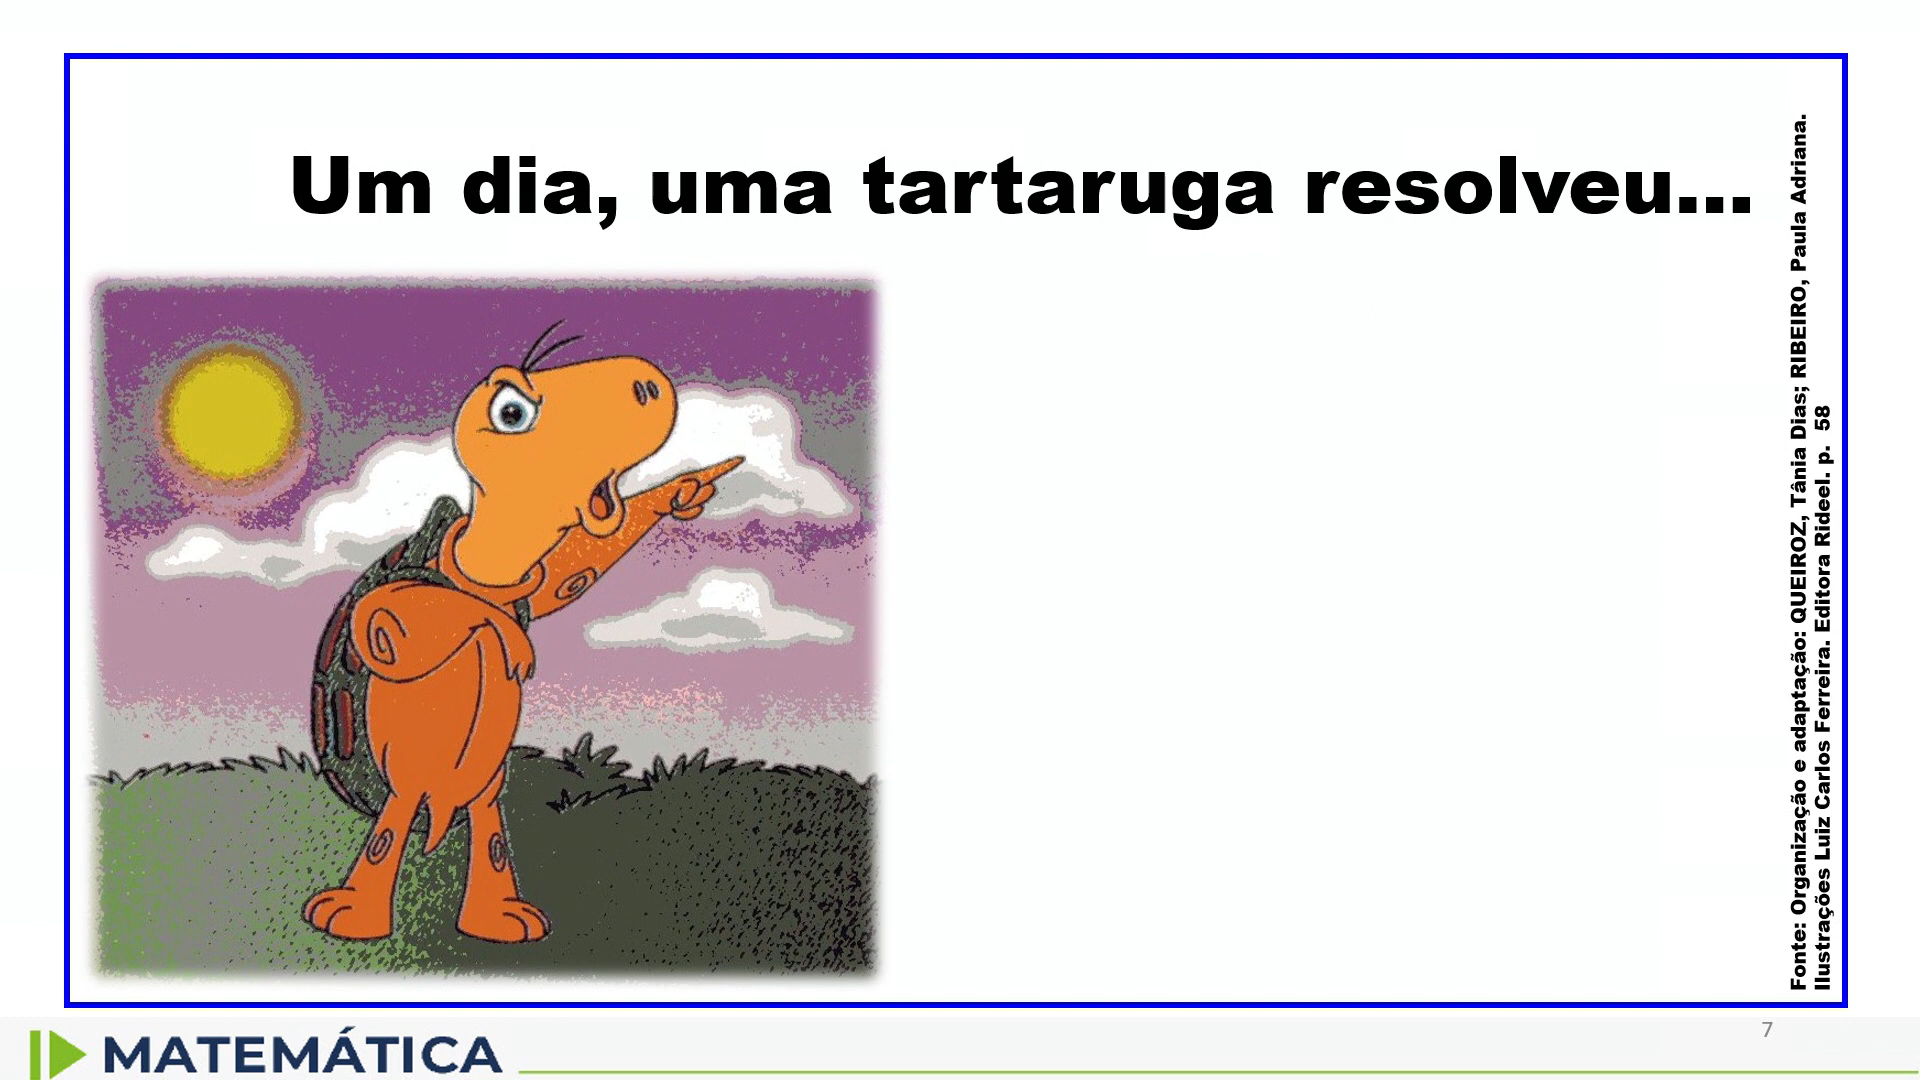 Um dia, uma tartaruga resolveu...
Fonte: Organização e adaptação: QUEIROZ, Tânia Dias; RIBEIRO, Paula Adriana.
Ilustrações Luiz Carlos Ferreira. Editora Rideel. p. 58
7
MATEMÁTICA